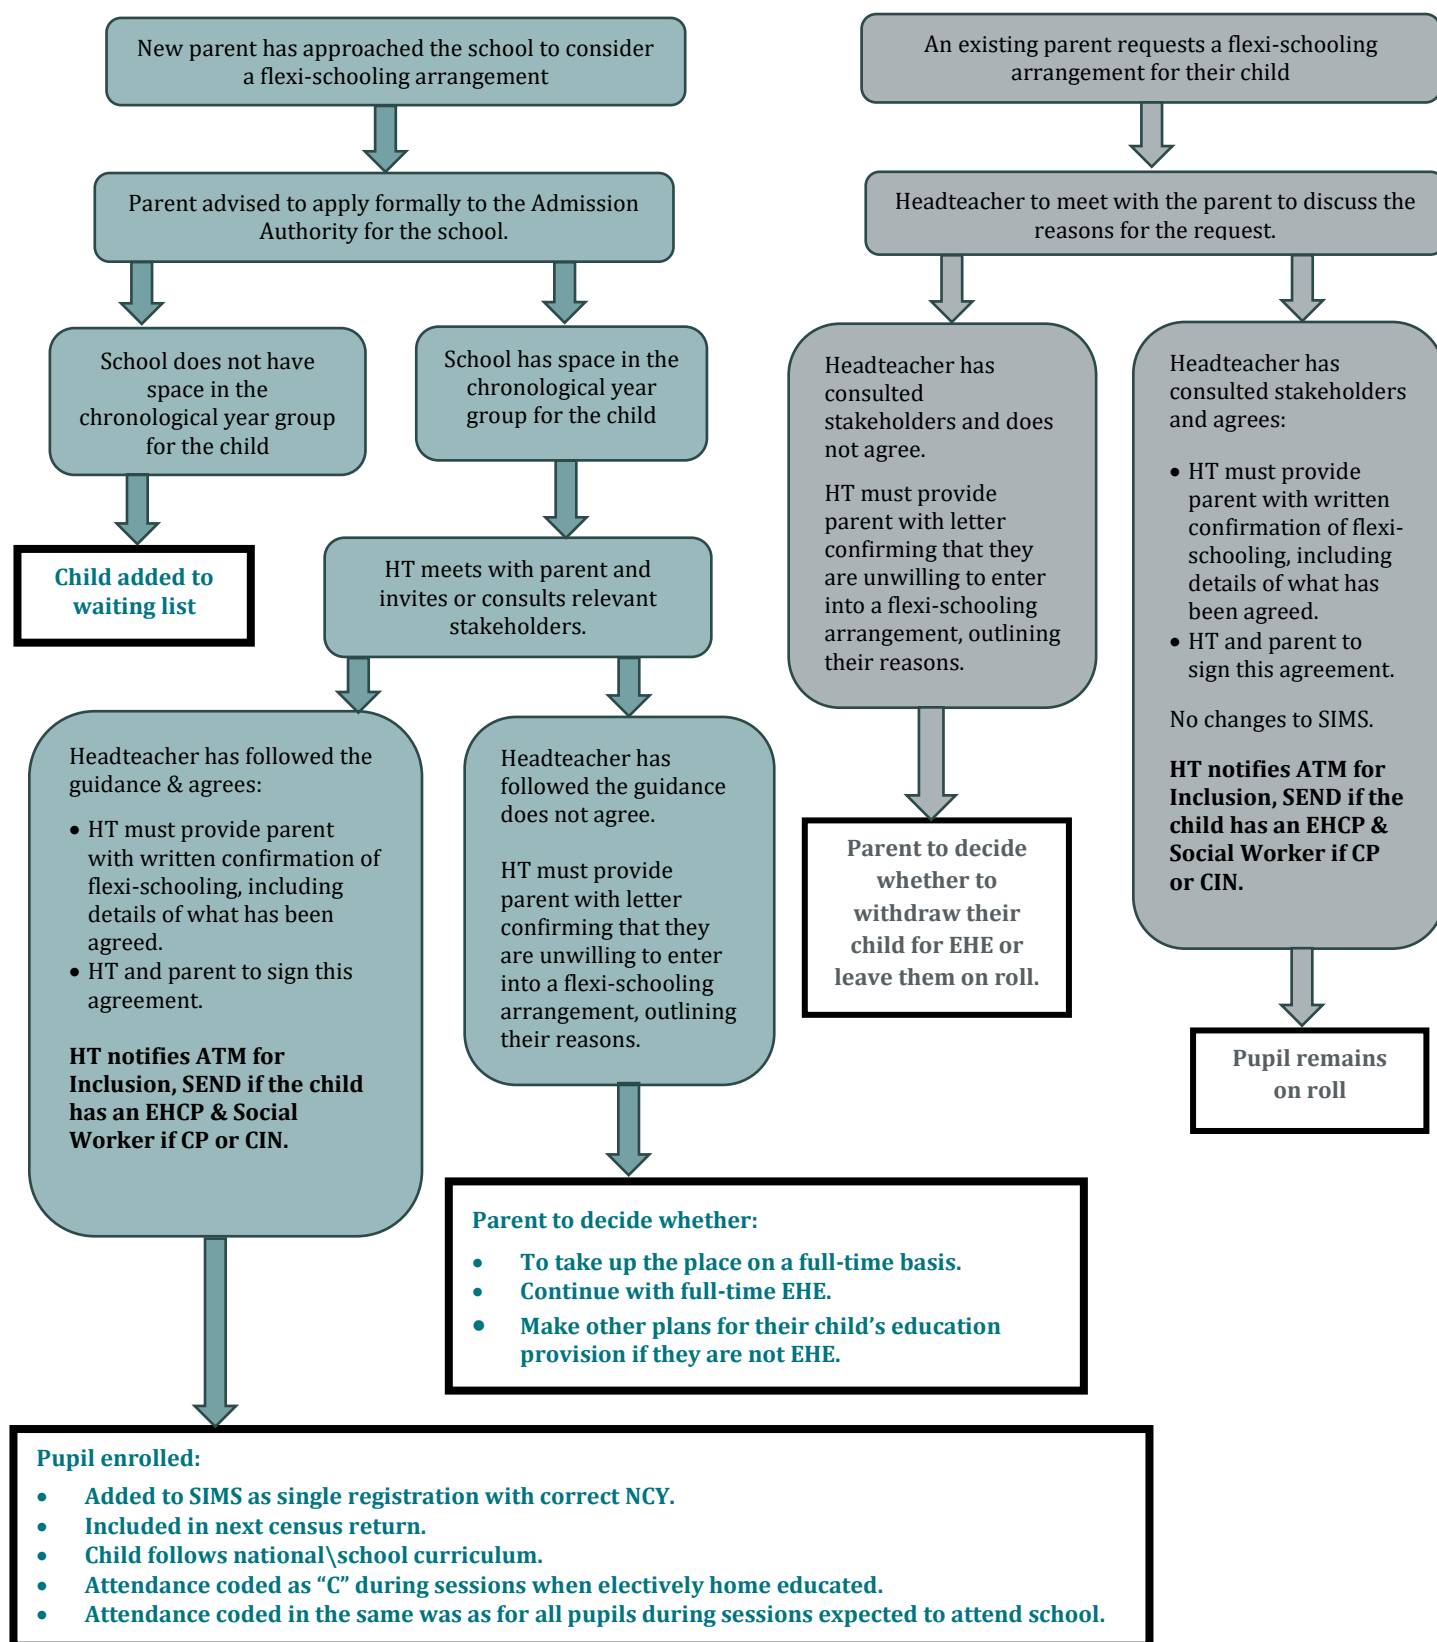 New parent has approached the school to consider
a flexi-schooling arrangement
Parent advised to apply formally to the Admission
Authority for the school.
School does not have
space in the
chronological year group
for the child
School has space in the
chronological year
group for the child
Child added to
waiting list
HT meets with parent and
invites or consults relevant
stakeholders.
Headteacher has followed the
guidance & agrees:
• HT must provide parent
with written confirmation of
flexi-schooling, including
details of what has been
agreed.
• HT and parent to sign this
agreement.
HT notifies ATM for
Inclusion, SEND if the child
has an EHCP & Social
Worker if CP or CIN.
Headteacher has
followed the guidance
does not agree.
HT must provide
parent with letter
confirming that they
are unwilling to enter
into a flexi-schooling
arrangement, outlining
their reasons.
Parent to decide whether:
• To take up the place on a full-time basis.
• Continue with full-time EHE.
• Make other plans for their child’s education
provision if they are not EHE.
Pupil enrolled:
• Added to SIMS as single registration with correct NCY.
• Included in next census return.
• Child follows national\school curriculum.
• Attendance coded as “C” during sessions when electively home educated.
• Attendance coded in the same was as for all pupils during sessions expected to attend school.
An existing parent requests a flexi-schooling
arrangement for their child
Headteacher to meet with the parent to discuss the
reasons for the request.
Headteacher has
consulted
stakeholders and does
not agree.
HT must provide
parent with letter
confirming that they
are unwilling to enter
into a flexi-schooling
arrangement, outlining
their reasons.
Parent to decide
whether to
withdraw their
child for EHE or
leave them on roll.
Headteacher has
consulted stakeholders
and agrees:
• HT must provide
parent with written
confirmation of flexi-
schooling, including
details of what has
been agreed.
• HT and parent to
sign this agreement.
No changes to SIMS.
HT notifies ATM for
Inclusion, SEND if the
child has an EHCP &
Social Worker if CP
or CIN.
Pupil remains
on roll